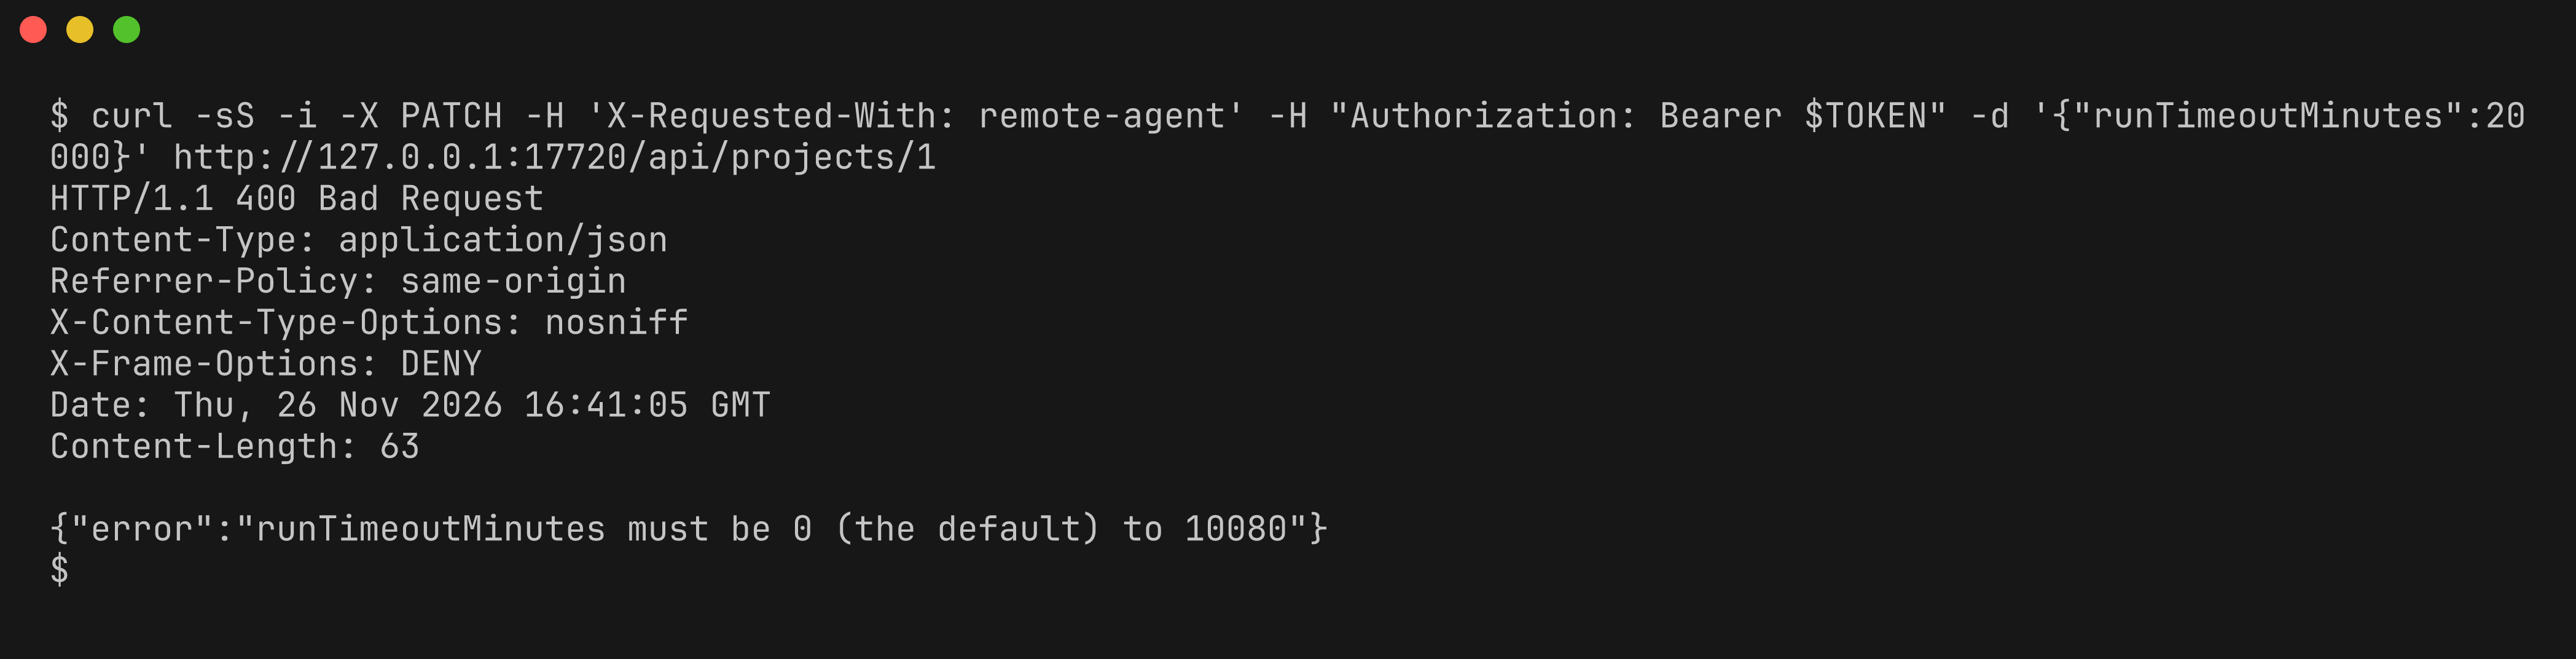 $ curl -sS -i -X PATCH -H 'X-Requested-With: remote-agent' -H "Authorization: Bearer $TOKEN" -d '{"runTimeoutMinutes":20
000}' http://127.0.0.1:17720/api/projects/1
HTTP/1.1 400 Bad Request
Content-Type: application/json
Referrer-Policy: same-origin
X-Content-Type-Options: nosniff
X-Frame-Options: DENY
Date: Thu, 26 Nov 2026 16:41:05 GMT
Content-Length: 63

{"error":"runTimeoutMinutes must be 0 (the default) to 10080"}
$